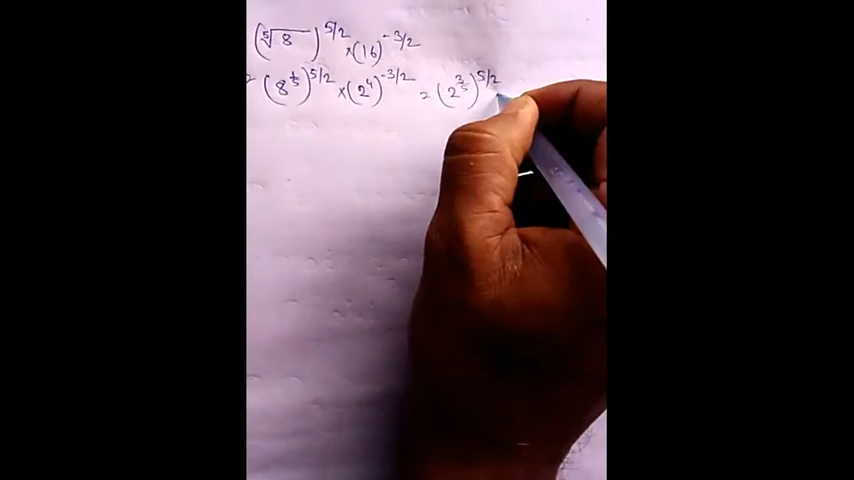 (⁵√8)^5/2 × (16)^-3/2
= (8^1/5)^5/2 × (2^4)^-3/2 = (2^3/5)^5/2